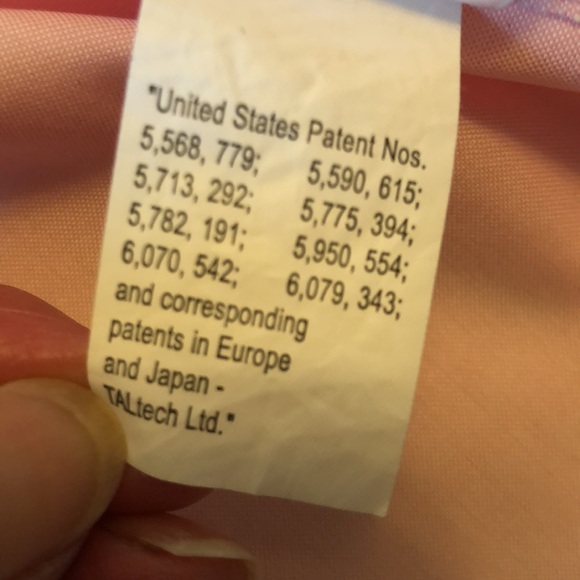 "United States Patent Nos.
5,568, 779; 5,590, 615;
5,713, 292; 5,775, 394;
5,782, 191; 5,950, 554;
6,070, 542; 6,079, 343;
and corresponding
patents in Europe
and Japan -
TALtech Ltd."